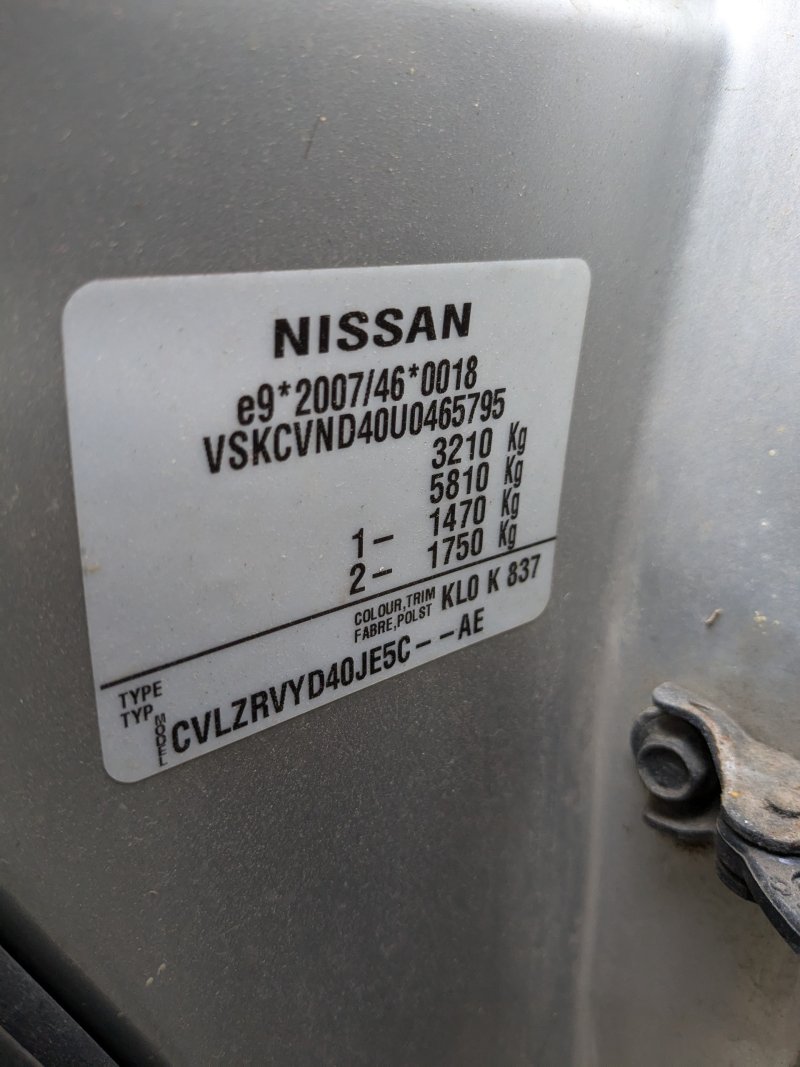 NISSAN
e9*2007/46*0018
VSKCVND40U0465795
3210 Kg
5810 Kg
1- 1470 Kg
2- 1750 Kg
COLOUR,TRIM KL0 K 837
FABRE,POLST
TYPE
TYP
MODEL CVLZRVYD40JE5C--AE